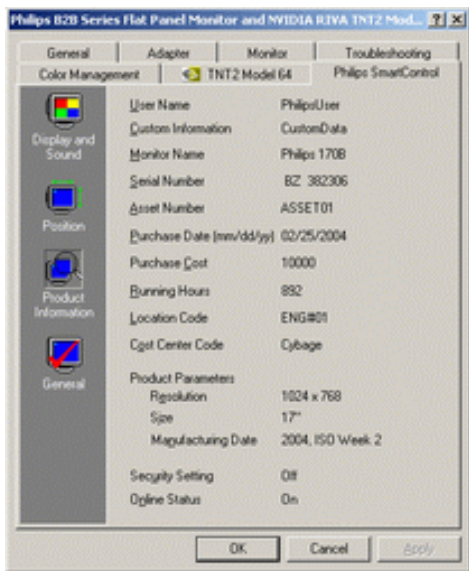 Philips B2B Series Flat Panel Monitor and NVIDIA RIVA TNT2 Mod...
General Adapter Monitor Troubleshooting
Color Management TNT2 Model 64 Philips SmartControl
Display and
Sound
Position
Product
Information
General
User Name PhilipsUser
Custom Information CustomData
Monitor Name Philips 170B
Serial Number BZ 382306
Asset Number ASSET01
Purchase Date (mm/dd/yy) 02/25/2004
Purchase Cost 10000
Running Hours 892
Location Code ENG#01
Cost Center Code Cybage
Product Parameters
Resolution 1024 x 768
Size 17"
Manufacturing Date 2004, ISO Week 2
Security Setting Off
Online Status On
OK Cancel Apply